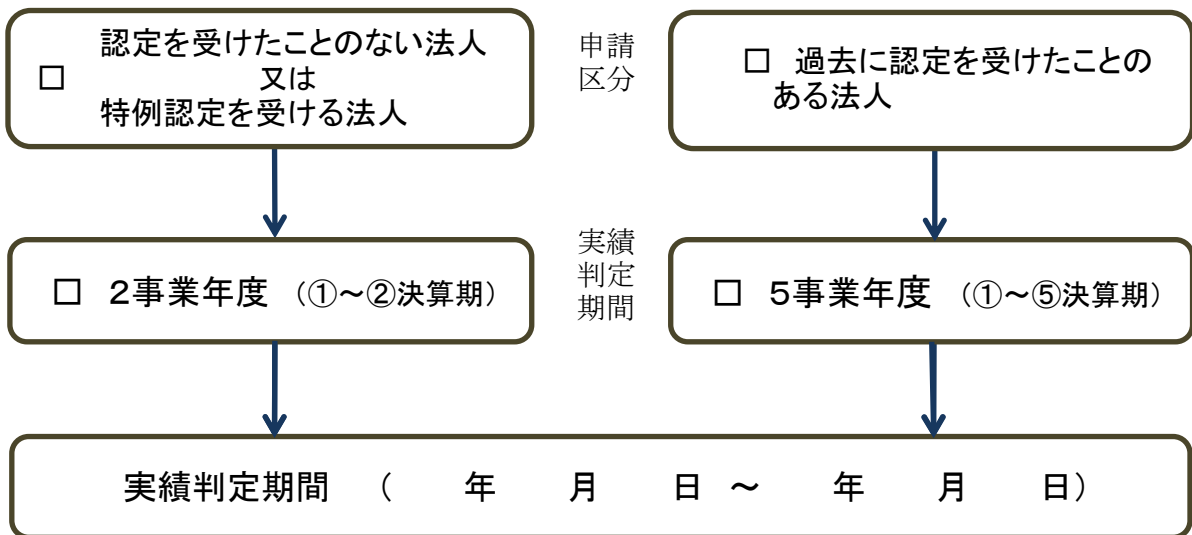 認定を受けたことのない法人
□ 又は
特例認定を受ける法人
申請
区分
□ 過去に認定を受けたことの
ある法人
□ 2事業年度 (①～②決算期)
実績
判定
期間
□ 5事業年度 (①～⑤決算期)
実績判定期間 ( 年 月 日 ～ 年 月 日)